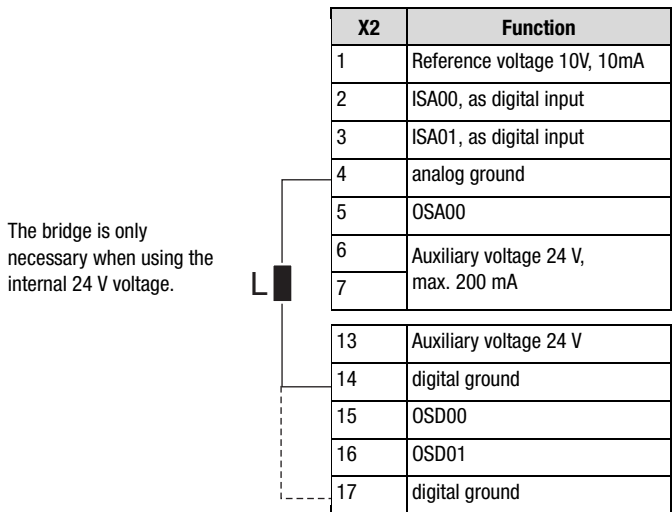 X2 Function
1 Reference voltage 10V, 10mA
2 ISA00, as digital input
3 ISA01, as digital input
4 analog ground
5 OSA00
6 Auxiliary voltage 24 V,
7 max. 200 mA
The bridge is only
necessary when using the
internal 24 V voltage.
L
13 Auxiliary voltage 24 V
14 digital ground
15 OSD00
16 OSD01
17 digital ground